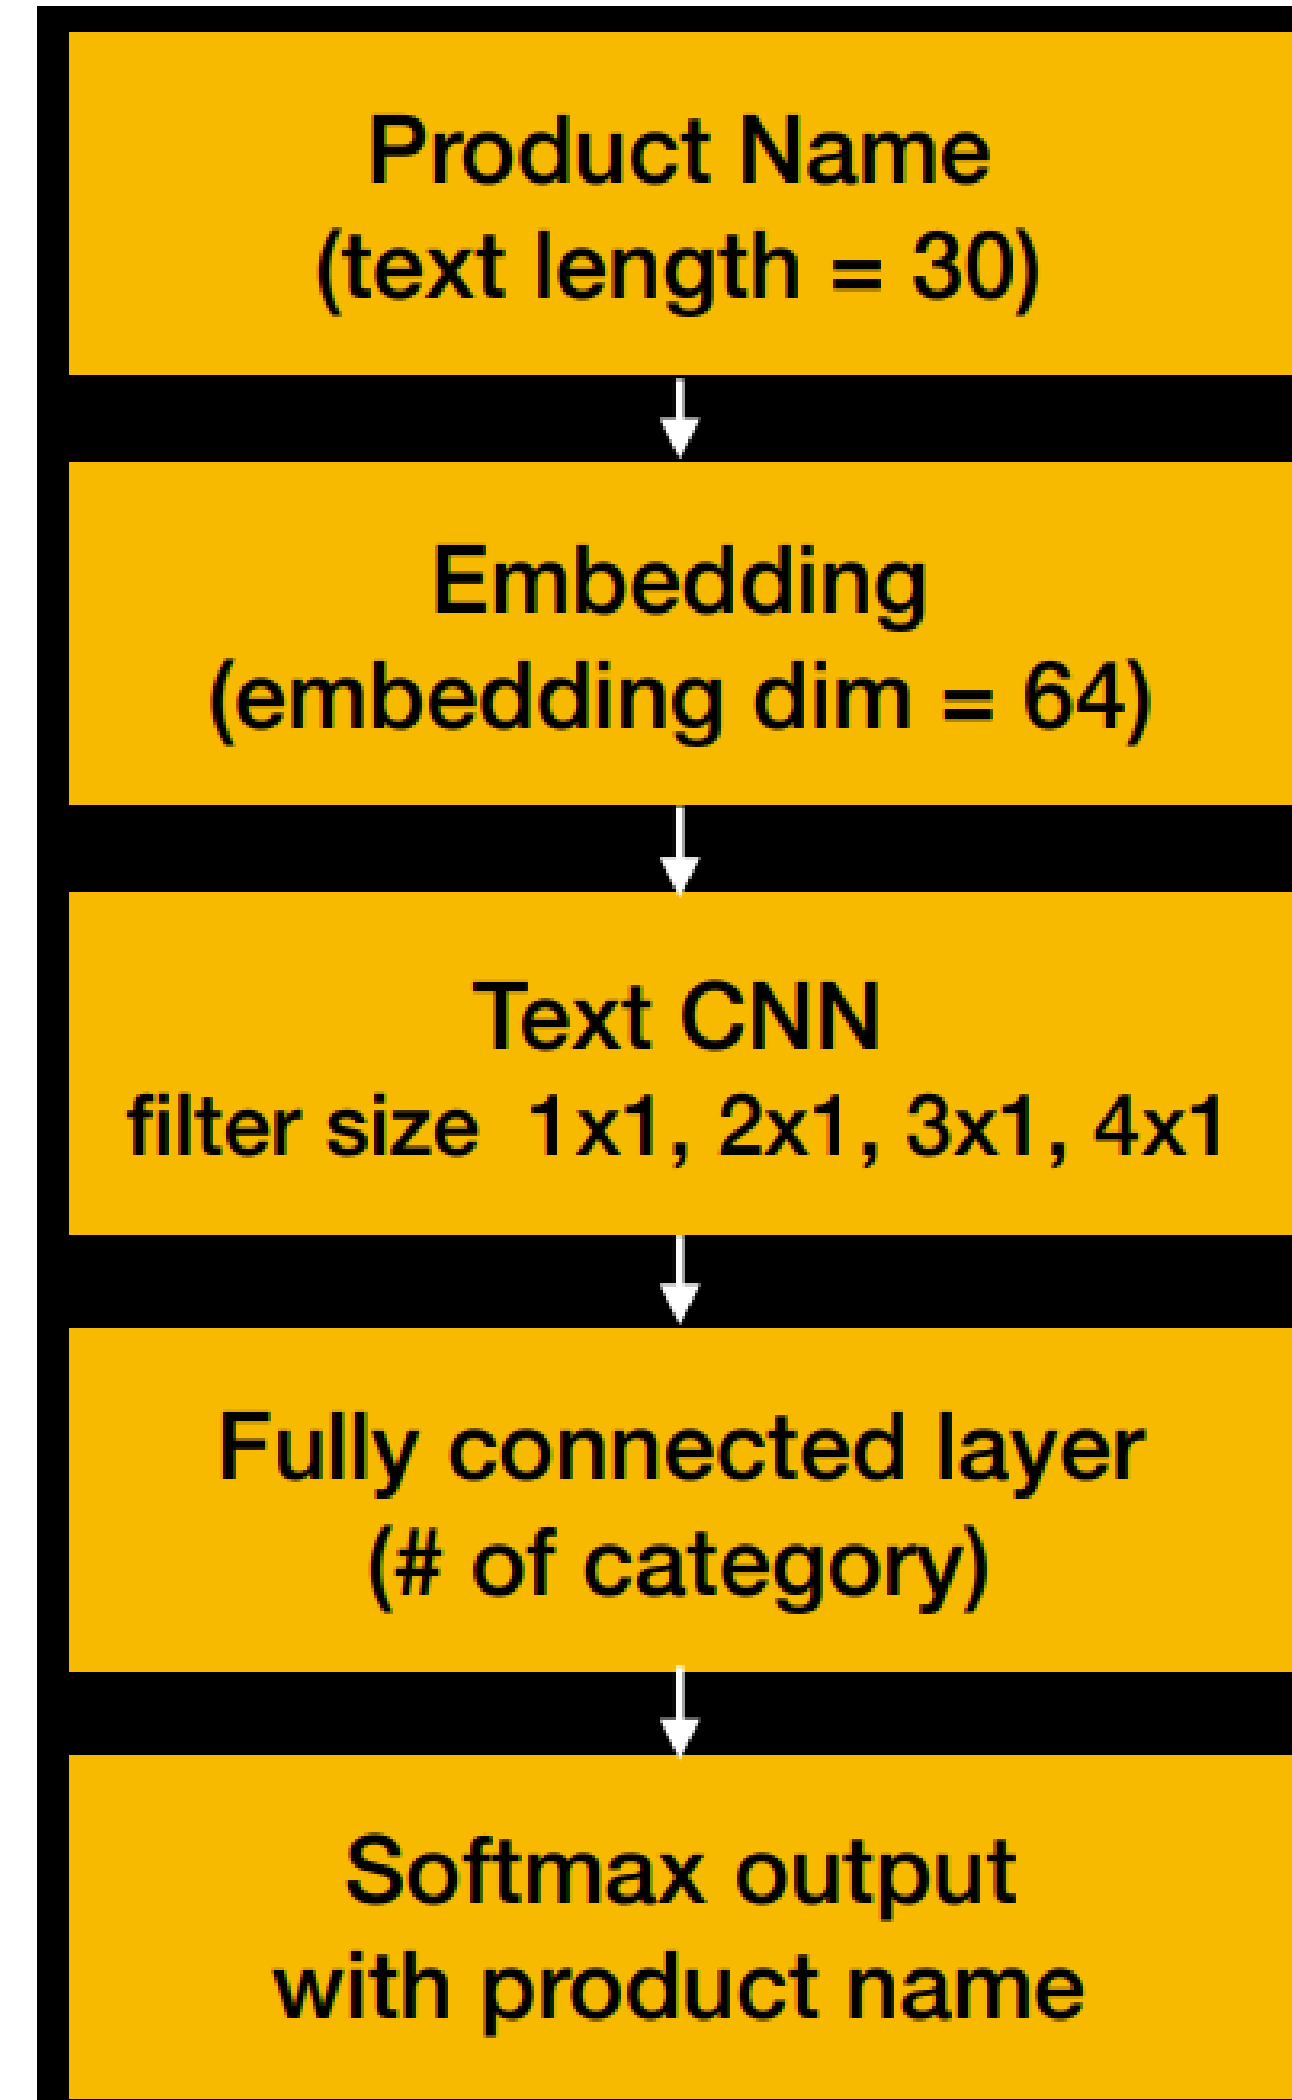 Product Name
(text length = 30)
Embedding
(embedding dim = 64)
Text CNN
filter size 1x1, 2x1, 3x1, 4x1
Fully connected layer
(# of category)
Softmax output
with product name